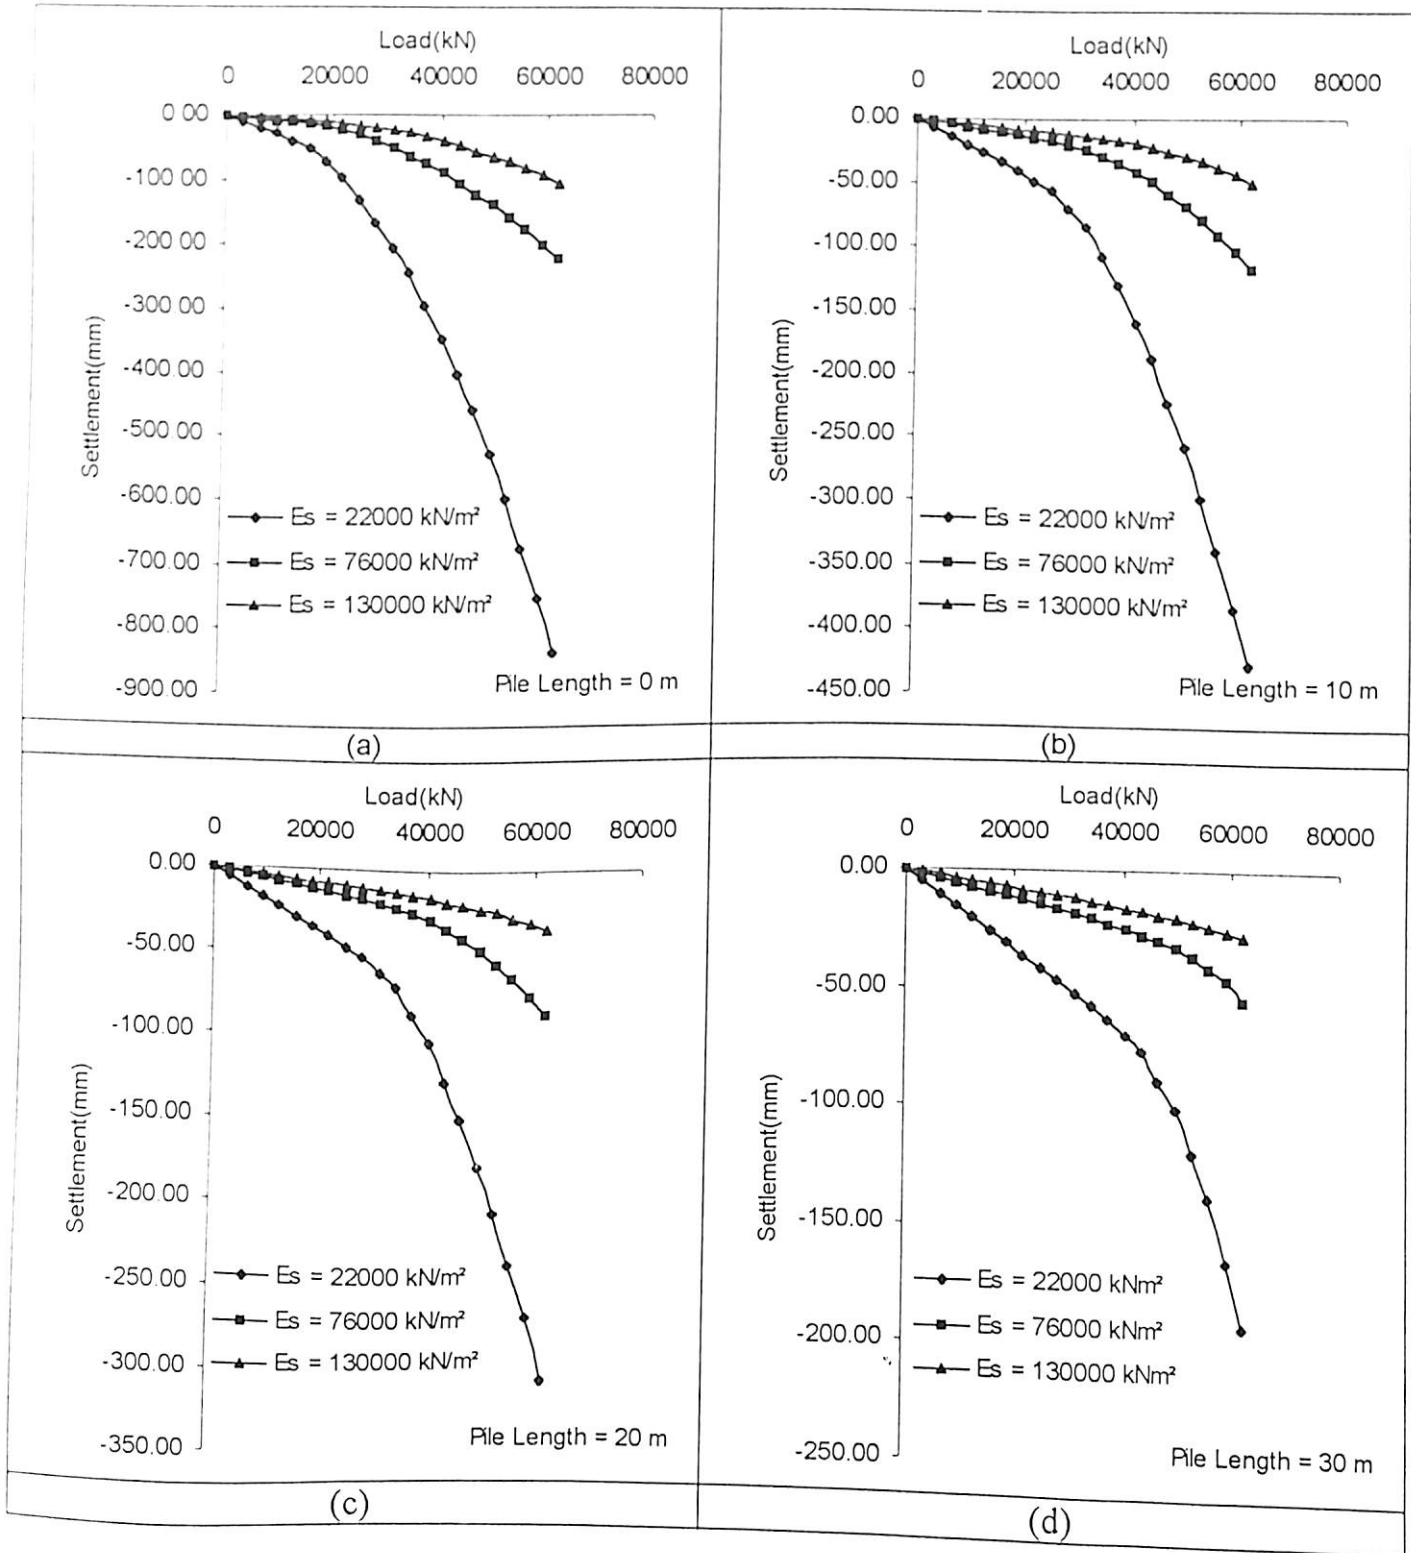 Load(kN)
0 20000 40000 60000 80000
0.00
-100.00
-200.00
-300.00
-400.00
-500.00
-600.00
-700.00
-800.00
-900.00
Settlement(mm)
Es = 22000 kN/m²
Es = 76000 kN/m²
Es = 130000 kN/m²
Pile Length = 0 m
(a)
Load(kN)
0 20000 40000 60000 80000
0.00
-50.00
-100.00
-150.00
-200.00
-250.00
-300.00
-350.00
-400.00
-450.00
Settlement(mm)
Es = 22000 kN/m²
Es = 76000 kN/m²
Es = 130000 kN/m²
Pile Length = 10 m
(b)
Load(kN)
0 20000 40000 60000 80000
0.00
-50.00
-100.00
-150.00
-200.00
-250.00
-300.00
-350.00
Settlement(mm)
Es = 22000 kN/m²
Es = 76000 kN/m²
Es = 130000 kN/m²
Pile Length = 20 m
(c)
Load(kN)
0 20000 40000 60000 80000
0.00
-50.00
-100.00
-150.00
-200.00
-250.00
Settlement(mm)
Es = 22000 kNm²
Es = 76000 kNm²
Es = 130000 kNm²
Pile Length = 30 m
(d)